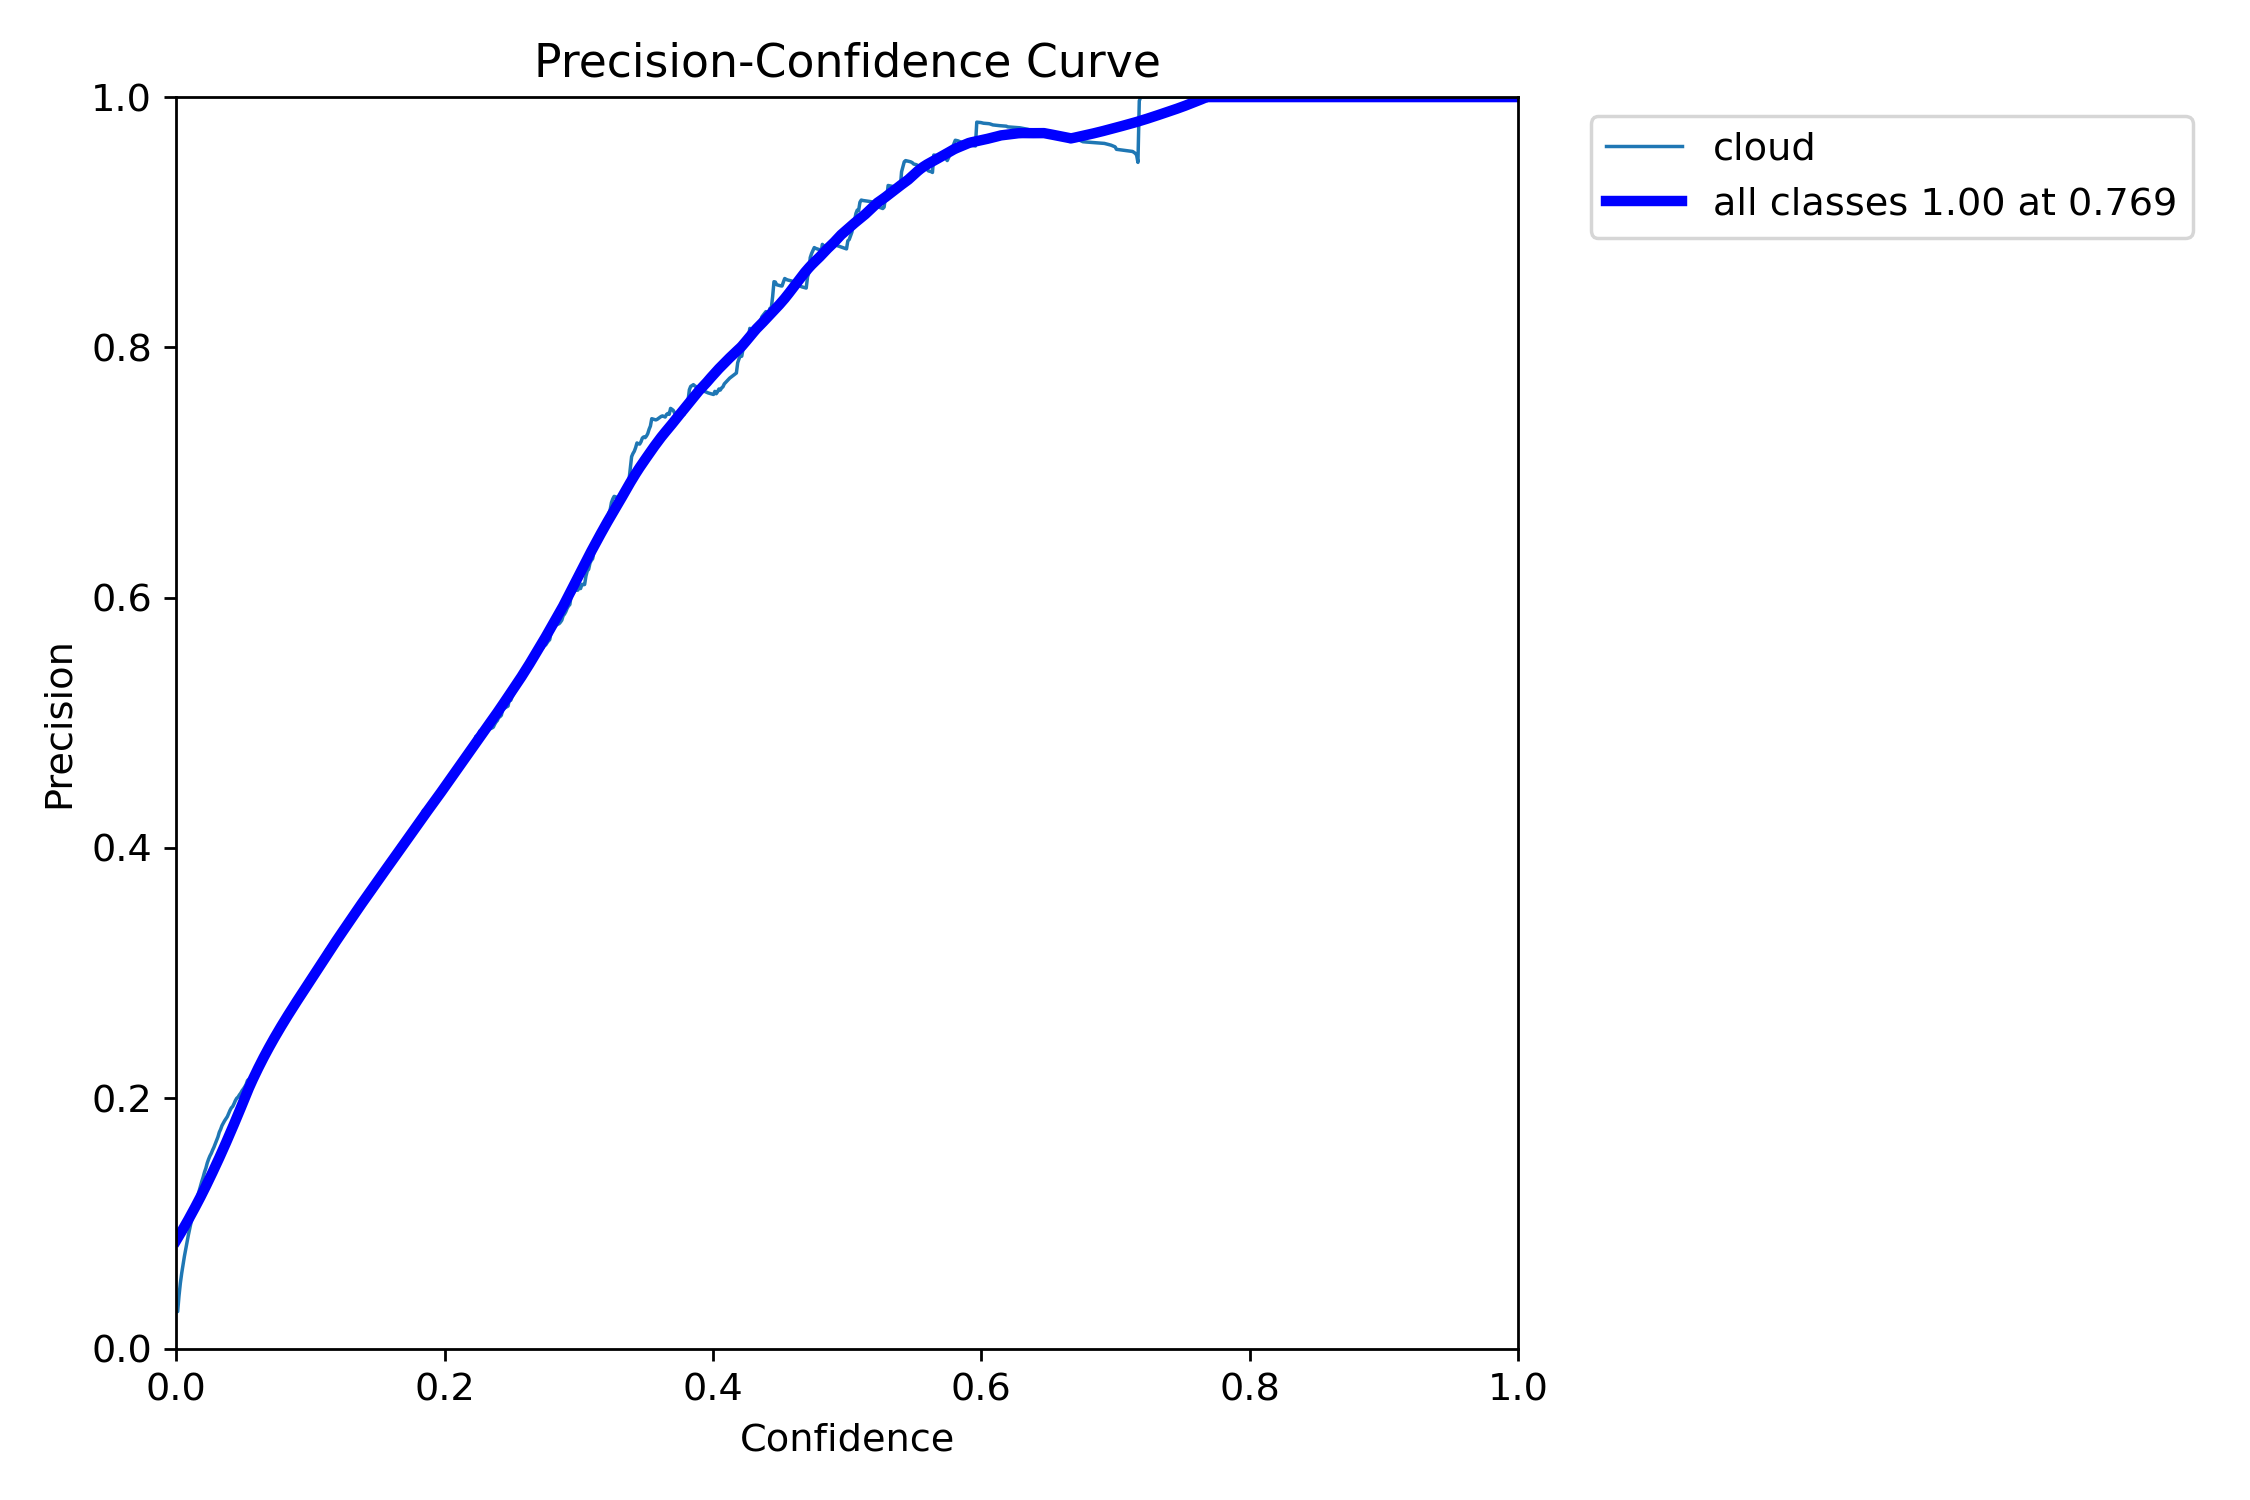 Precision-Confidence Curve
1.0
0.8
0.6
0.4
0.2
0.0
Precision
0.0 0.2 0.4 0.6 0.8 1.0
Confidence
cloud
all classes 1.00 at 0.769